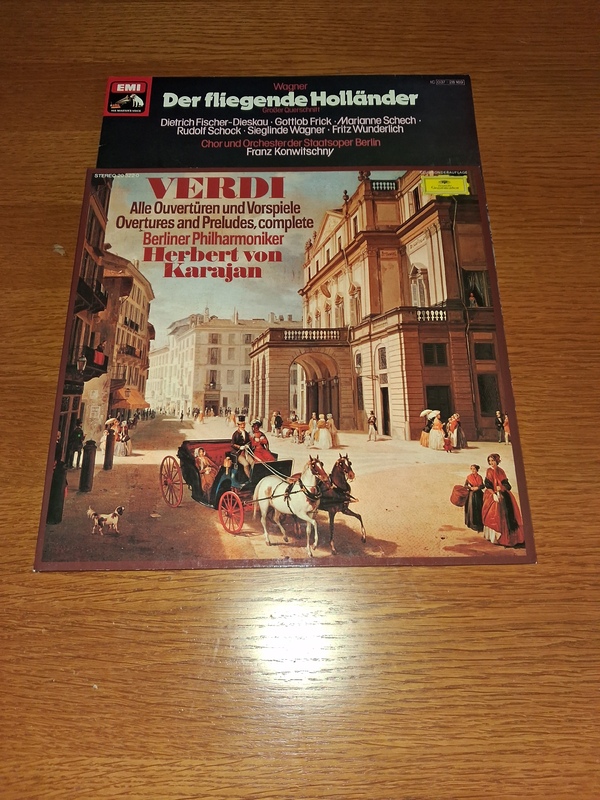 EMI
Wagner
Der fliegende Holländer
Großer Querschnitt
Dietrich Fischer-Dieskau · Gottlob Frick · Marianne Schech ·
Rudolf Schock · Sieglinde Wagner · Fritz Wunderlich
Chor und Orchester der Staatsoper Berlin
Franz Konwitschny
VERDI
Alle Ouvertüren und Vorspiele
Overtures and Preludes, complete
Berliner Philharmoniker
Herbert von
Karajan